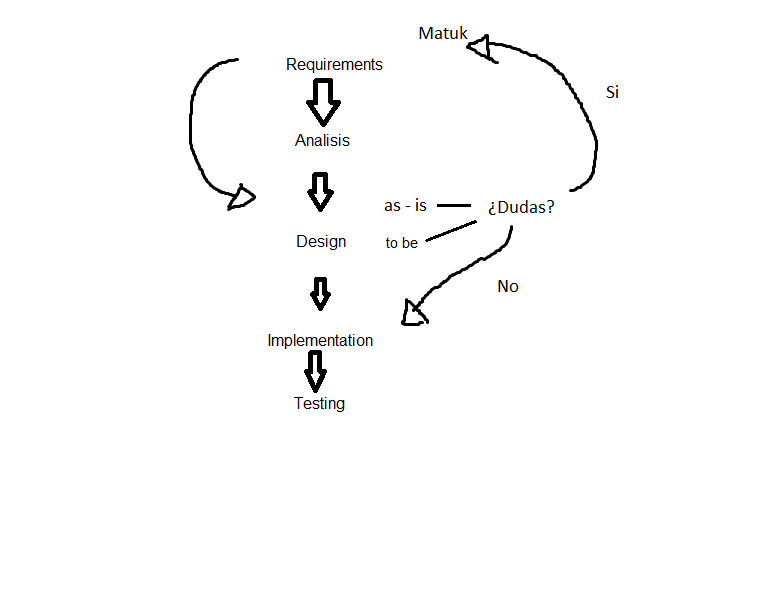 Matuk
Requirements
Si
Analisis
as - is
¿Dudas?
Design
to be
No
Implementation
Testing